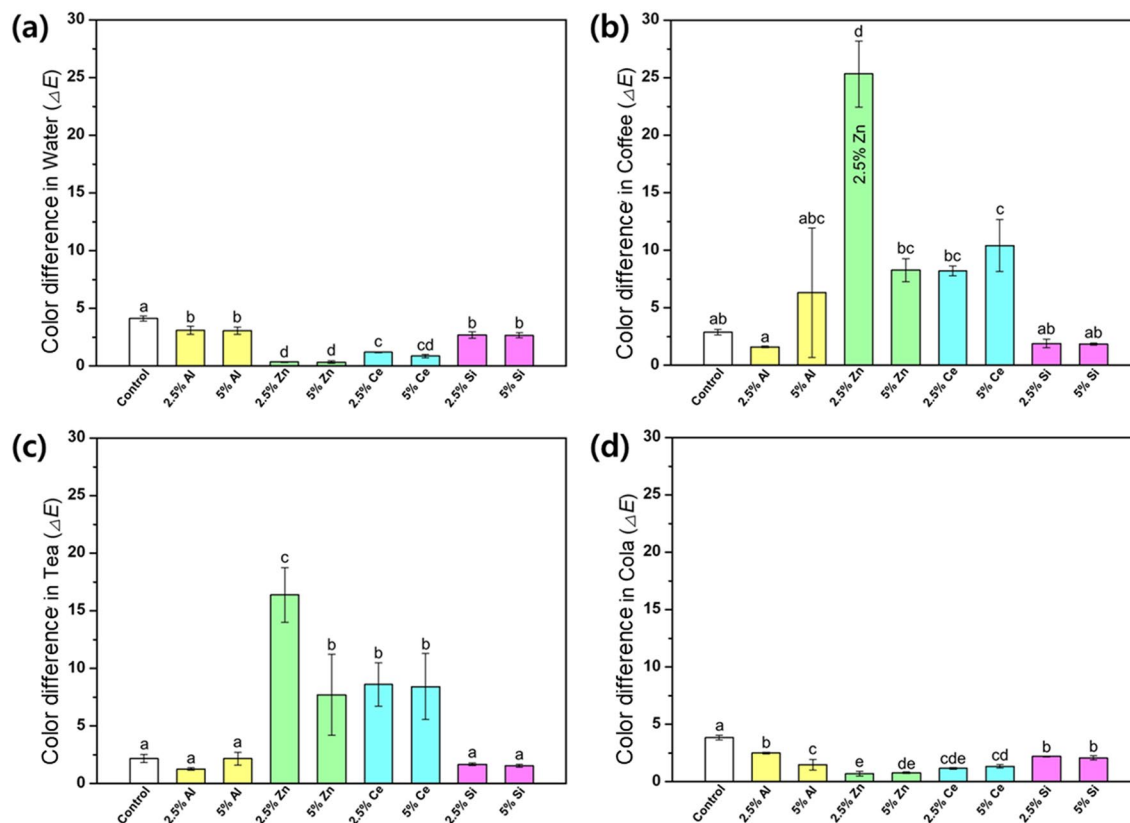 (a)
Color difference in Water (△E)
30
25
20
15
10
5
0
a
b
b
d
d
c
cd
b
b
Control
2.5% Al
5% Al
2.5% Zn
5% Zn
2.5% Ce
5% Ce
2.5% Si
5% Si
(b)
Color difference in Coffee (△E)
30
25
20
15
10
5
0
ab
a
abc
d
2.5% Zn
bc
bc
c
ab
ab
Control
2.5% Al
5% Al
2.5% Zn
5% Zn
2.5% Ce
5% Ce
2.5% Si
5% Si
(c)
Color difference in Tea (△E)
30
25
20
15
10
5
0
a
a
a
c
b
b
b
a
a
Control
2.5% Al
5% Al
2.5% Zn
5% Zn
2.5% Ce
5% Ce
2.5% Si
5% Si
(d)
Color difference in Cola (△E)
30
25
20
15
10
5
0
a
b
c
e
de
cde
cd
b
b
Control
2.5% Al
5% Al
2.5% Zn
5% Zn
2.5% Ce
5% Ce
2.5% Si
5% Si